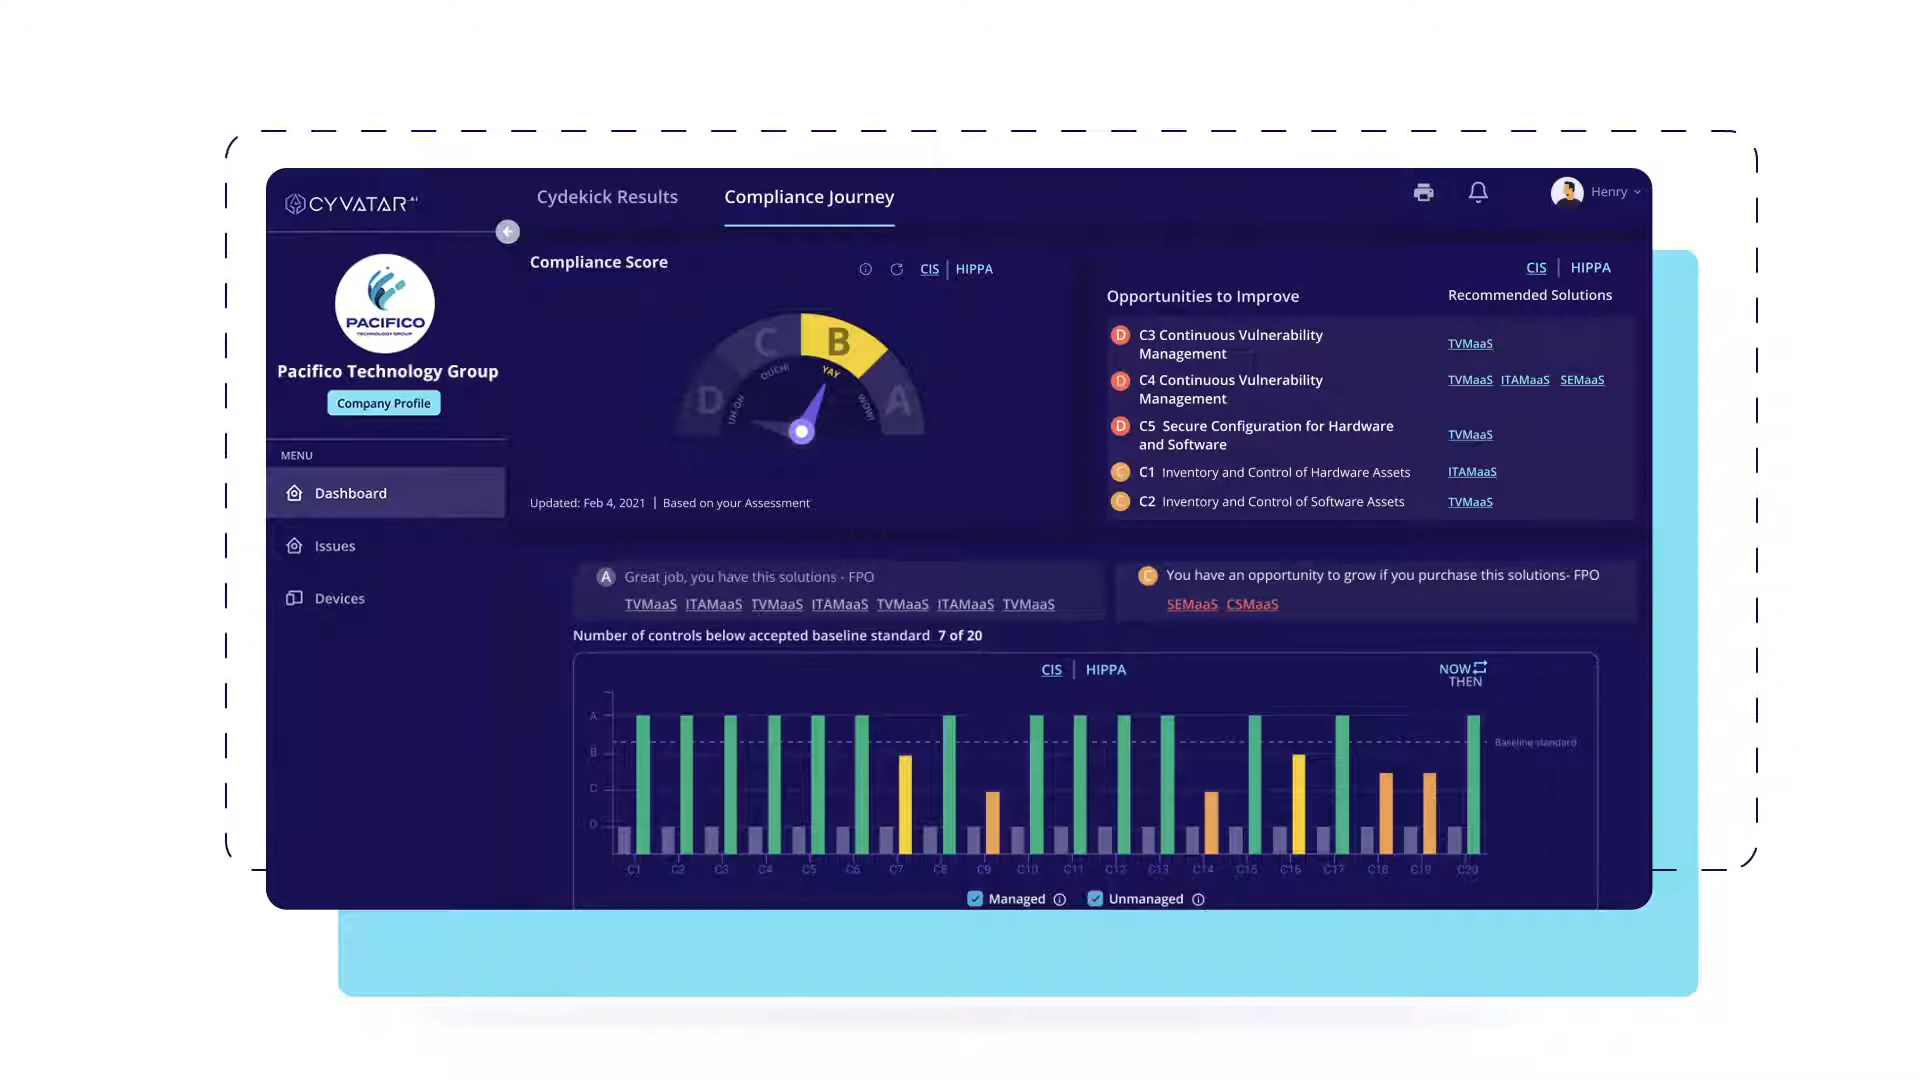 CYVATAR AI
Cydekick Results
Compliance Journey
Henry
PACIFICO
TECHNOLOGY GROUP
Pacifico Technology Group
Company Profile
MENU
Dashboard
Issues
Devices
Compliance Score
CIS | HIPPA
D
C
B
A
UH-OH
OUCH!
YAY
WOW!
Updated: Feb 4, 2021 | Based on your Assessment
CIS | HIPPA
Opportunities to Improve
Recommended Solutions
D C3 Continuous Vulnerability
Management
TVMaaS
D C4 Continuous Vulnerability
Management
TVMaaS ITAMaaS SEMaaS
D C5 Secure Configuration for Hardware
and Software
TVMaaS
C C1 Inventory and Control of Hardware Assets
ITAMaaS
C C2 Inventory and Control of Software Assets
TVMaaS
A Great job, you have this solutions - FPO
TVMaaS ITAMaaS TVMaaS ITAMaaS TVMaaS ITAMaaS TVMaaS
C You have an opportunity to grow if you purchase this solutions- FPO
SEMaaS CSMaaS
Number of controls below accepted baseline standard 7 of 20
CIS | HIPPA
NOW
THEN
A
B
C
D
Baseline standard
C1 C2 C3 C4 C5 C6 C7 C8 C9 C10 C11 C12 C13 C14 C15 C16 C17 C18 C19 C20
Managed
Unmanaged